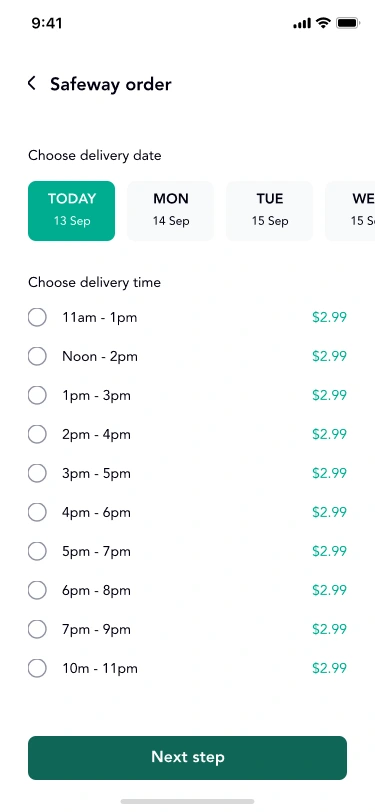 9:41
Safeway order
Choose delivery date
TODAY MON TUE WE
13 Sep 14 Sep 15 Sep 15 S
Choose delivery time
11am - 1pm $2.99
Noon - 2pm $2.99
1pm - 3pm $2.99
2pm - 4pm $2.99
3pm - 5pm $2.99
4pm - 6pm $2.99
5pm - 7pm $2.99
6pm - 8pm $2.99
7pm - 9pm $2.99
10m - 11pm $2.99
Next step